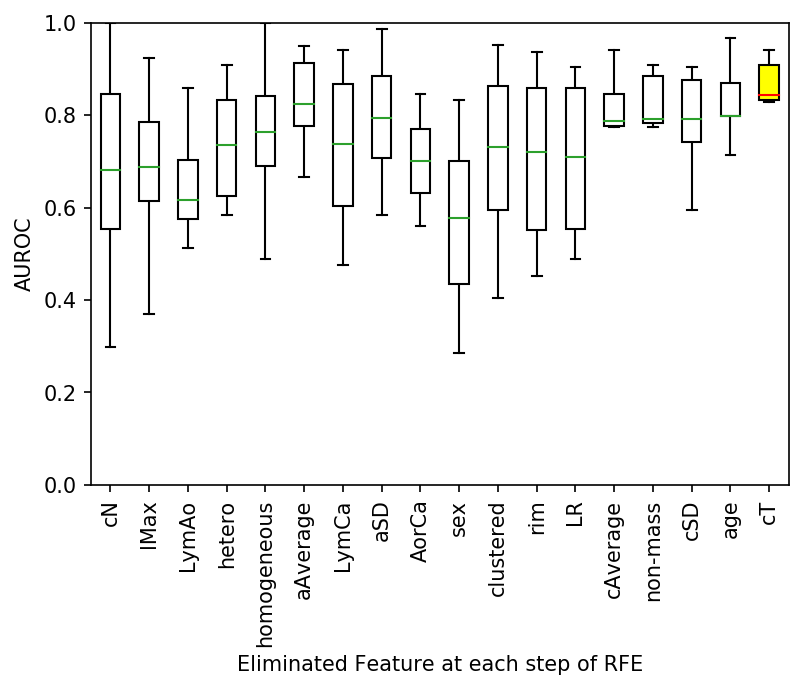 1.0
0.8
0.6
0.4
0.2
0.0
AUROC
cN
lMax
LymAo
hetero
homogeneous
aAverage
LymCa
aSD
AorCa
sex
clustered
rim
LR
cAverage
non-mass
cSD
age
cT
Eliminated Feature at each step of RFE